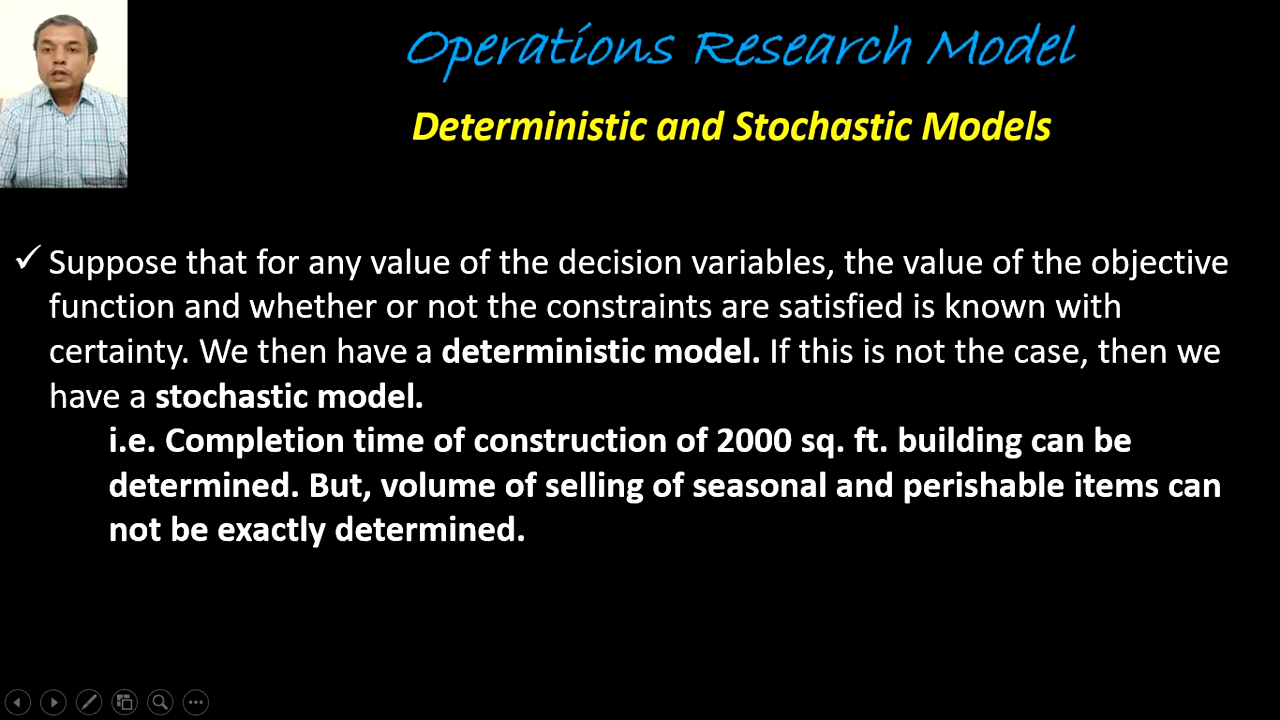 Operations Research Model
Deterministic and Stochastic Models
✓ Suppose that for any value of the decision variables, the value of the objective
function and whether or not the constraints are satisfied is known with
certainty. We then have a deterministic model. If this is not the case, then we
have a stochastic model.
i.e. Completion time of construction of 2000 sq. ft. building can be
determined. But, volume of selling of seasonal and perishable items can
not be exactly determined.